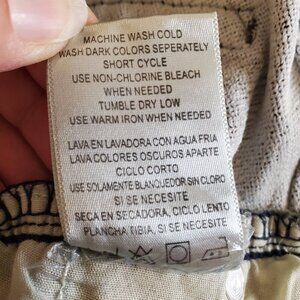 MACHINE WASH COLD
WASH DARK COLORS SEPERATELY
SHORT CYCLE
USE NON-CHLORINE BLEACH
WHEN NEEDED
TUMBLE DRY LOW
USE WARM IRON WHEN NEEDED
LAVA EN LAVADORA CON AGUA FRIA
LAVA COLORES OSCUROS APARTE
CICLO CORTO
USE SOLAMENTE BLANQUEDOR SIN CLORO
SI SE NECESITE
SECA EN SECADORA, CICLO LENTO
PLANCHA TIBIA, SI SE NECESITE